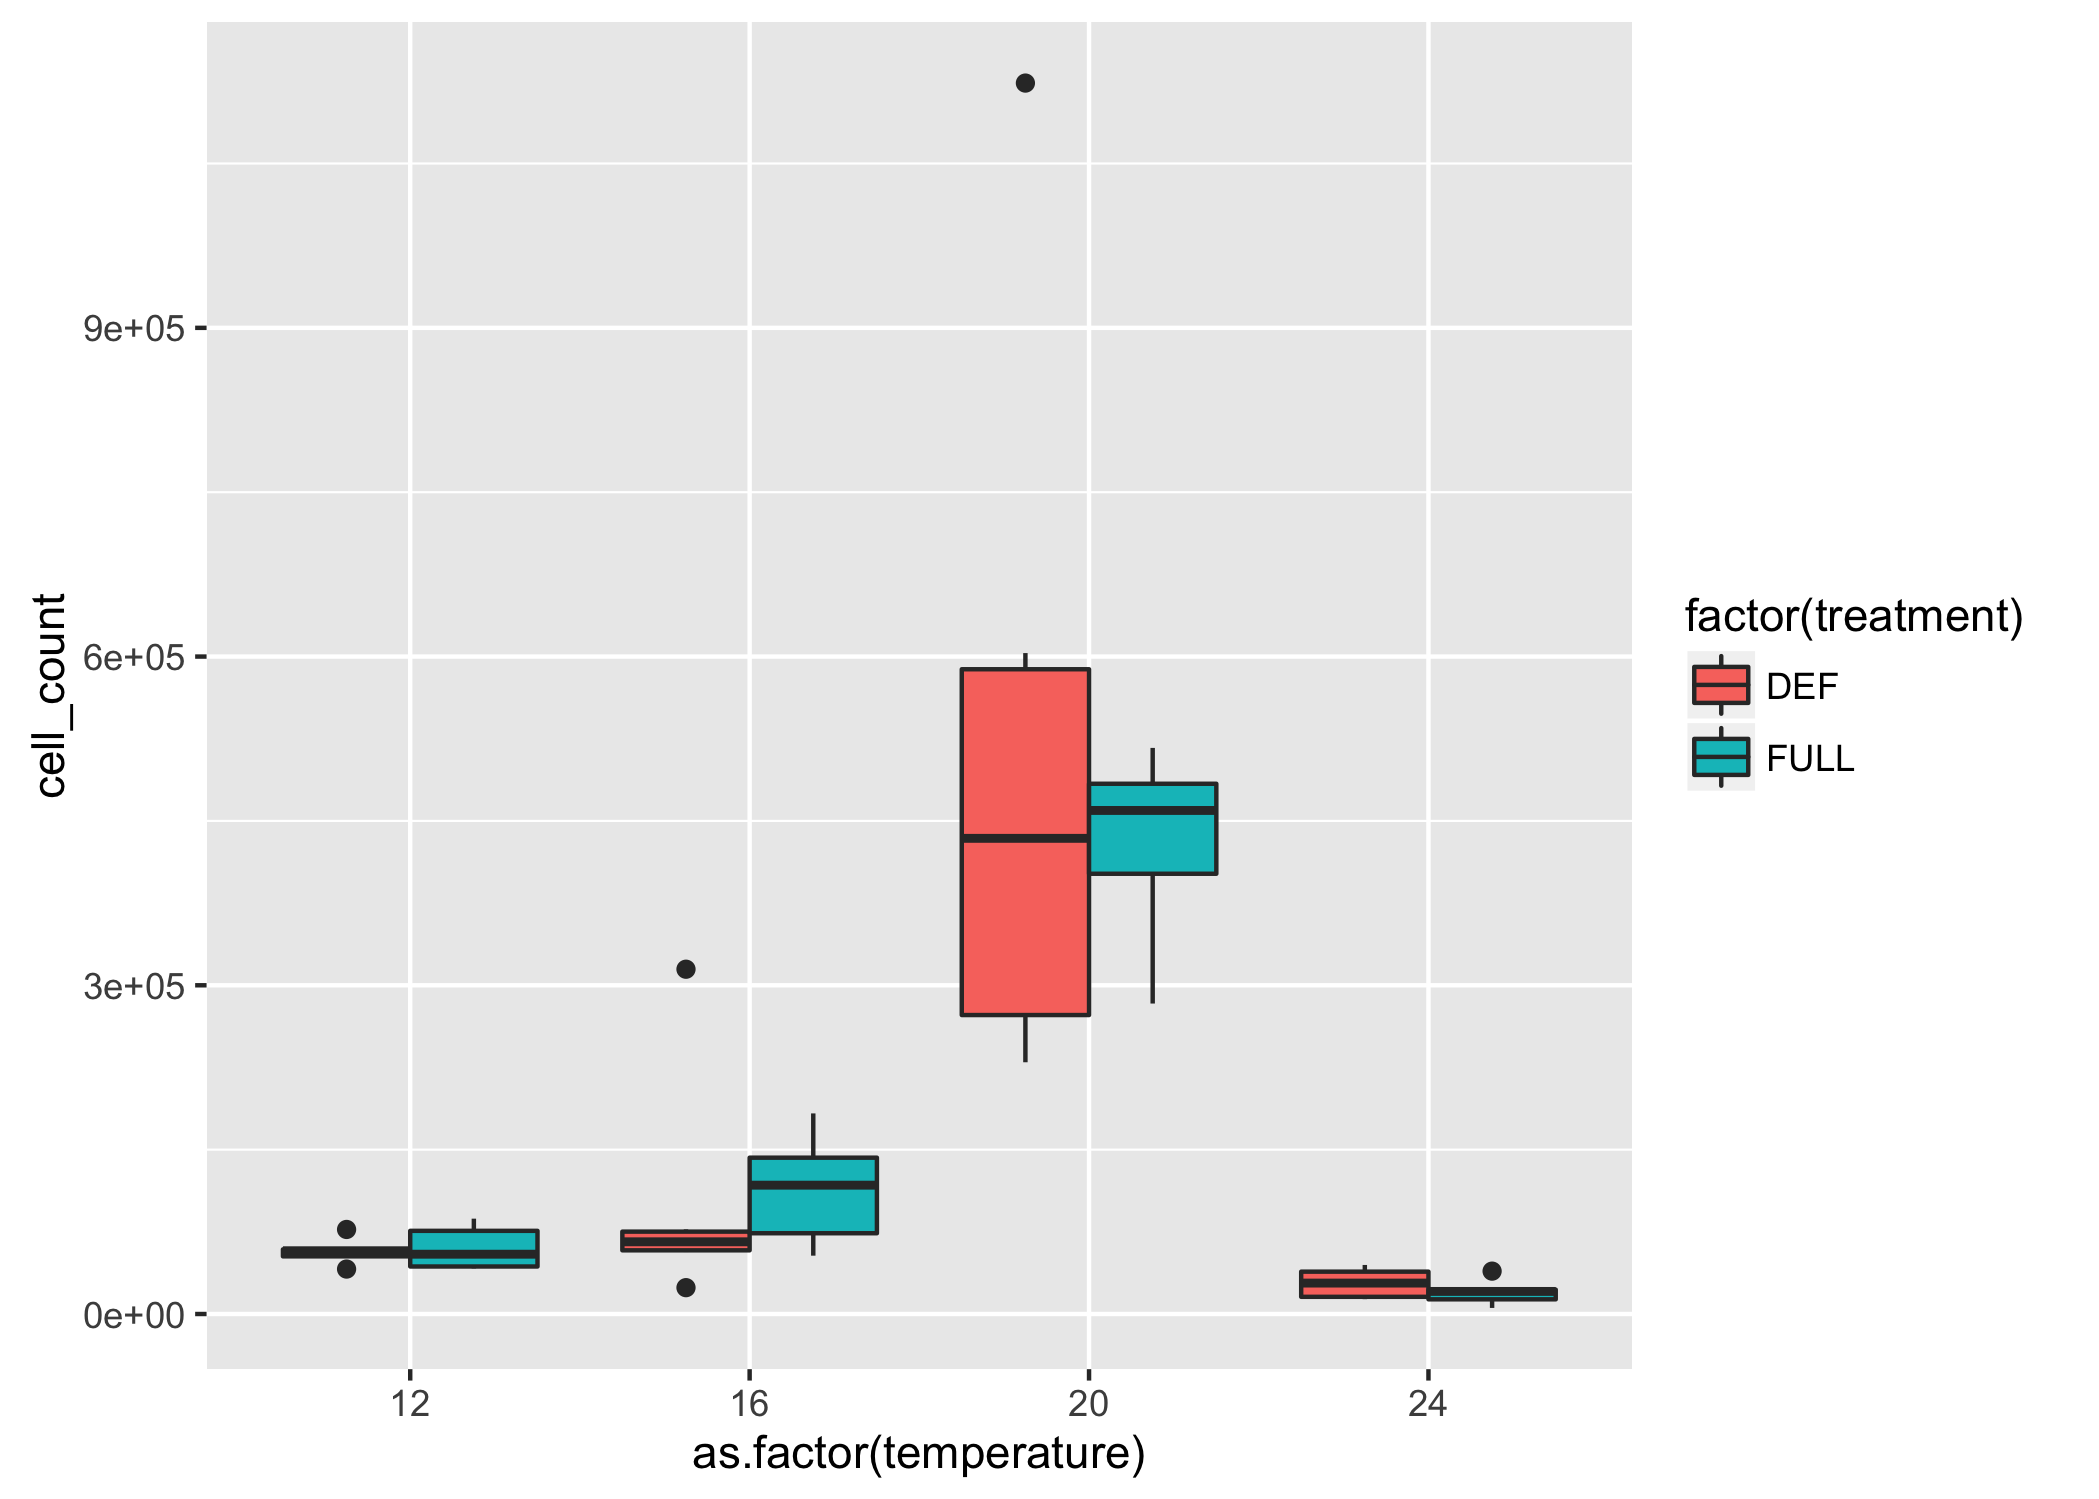 cell_count
9e+05
6e+05
3e+05
0e+00
12 16 20 24
as.factor(temperature)
factor(treatment)
DEF
FULL